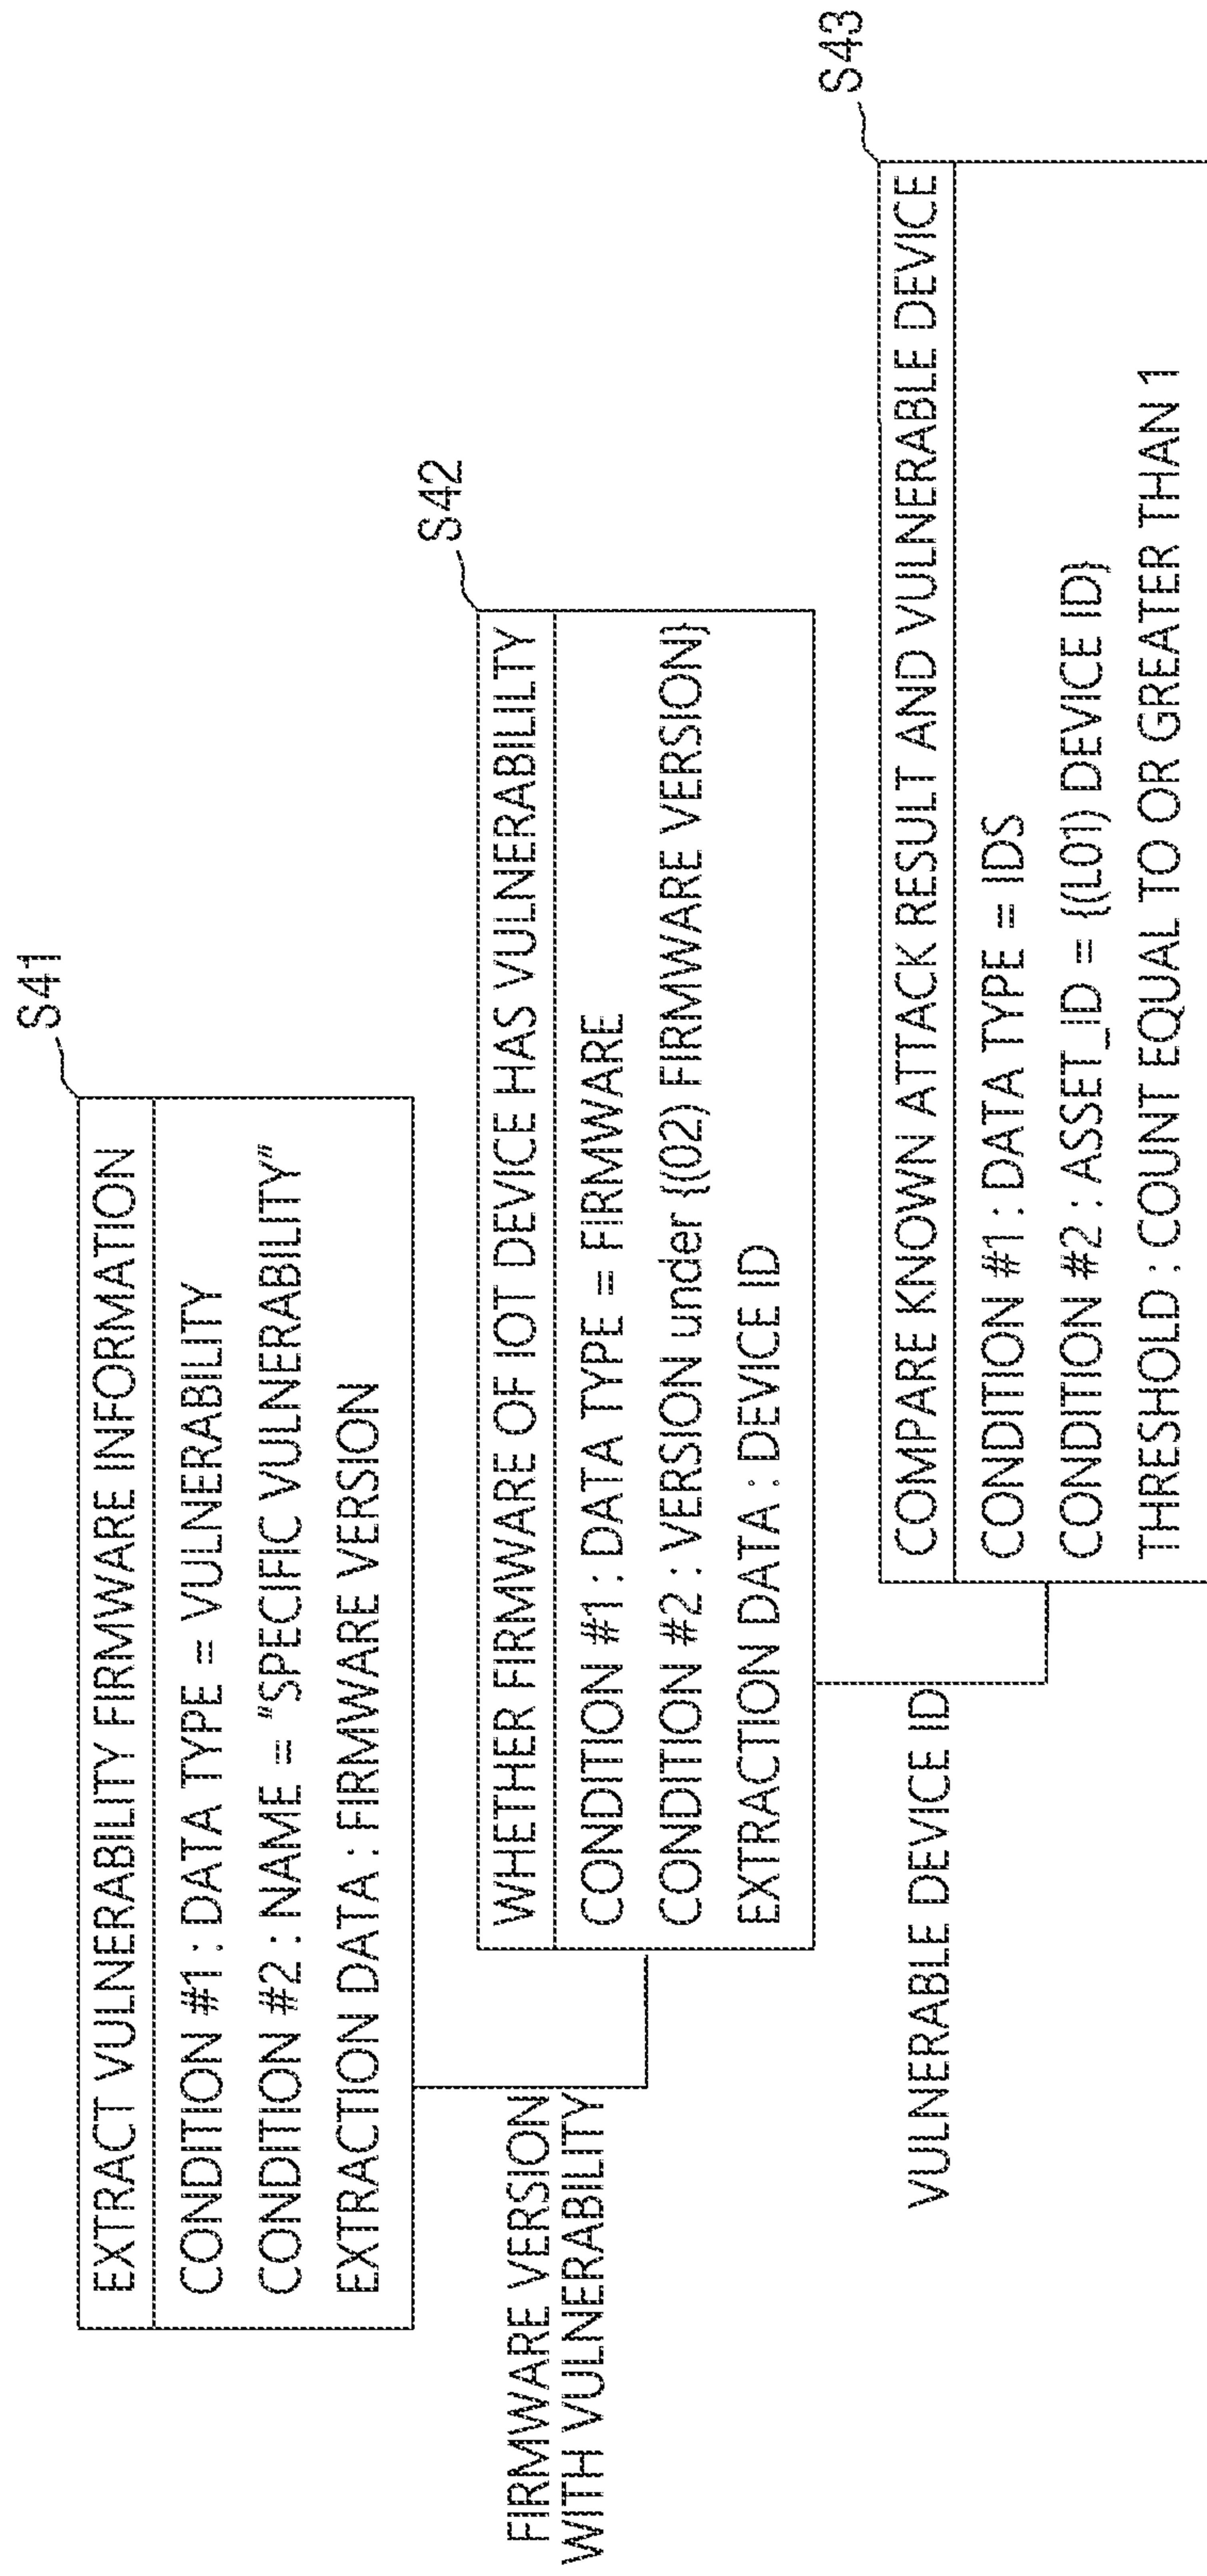 S41
EXTRACT VULNERABILITY FIRMWARE INFORMATION
CONDITION #1 : DATA TYPE = VULNERABILITY
CONDITION #2 : NAME = "SPECIFIC VULNERABILITY"
EXTRACTION DATA : FIRMWARE VERSION
FIRMWARE VERSION
WITH VULNERABILITY
S42
WHETHER FIRMWARE OF IOT DEVICE HAS VULNERABILILTY
CONDITION #1 : DATA TYPE = FIRMWARE
CONDITION #2 : VERSION under {(02) FIRMWARE VERSION}
EXTRACTION DATA : DEVICE ID
VULNERABLE DEVICE ID
S43
COMPARE KNOWN ATTACK RESULT AND VULNERABLE DEVICE
CONDITION #1 : DATA TYPE = IDS
CONDITION #2 : ASSET_ID = {(L01) DEVICE ID}
THRESHOLD : COUNT EQUAL TO OR GREATER THAN 1